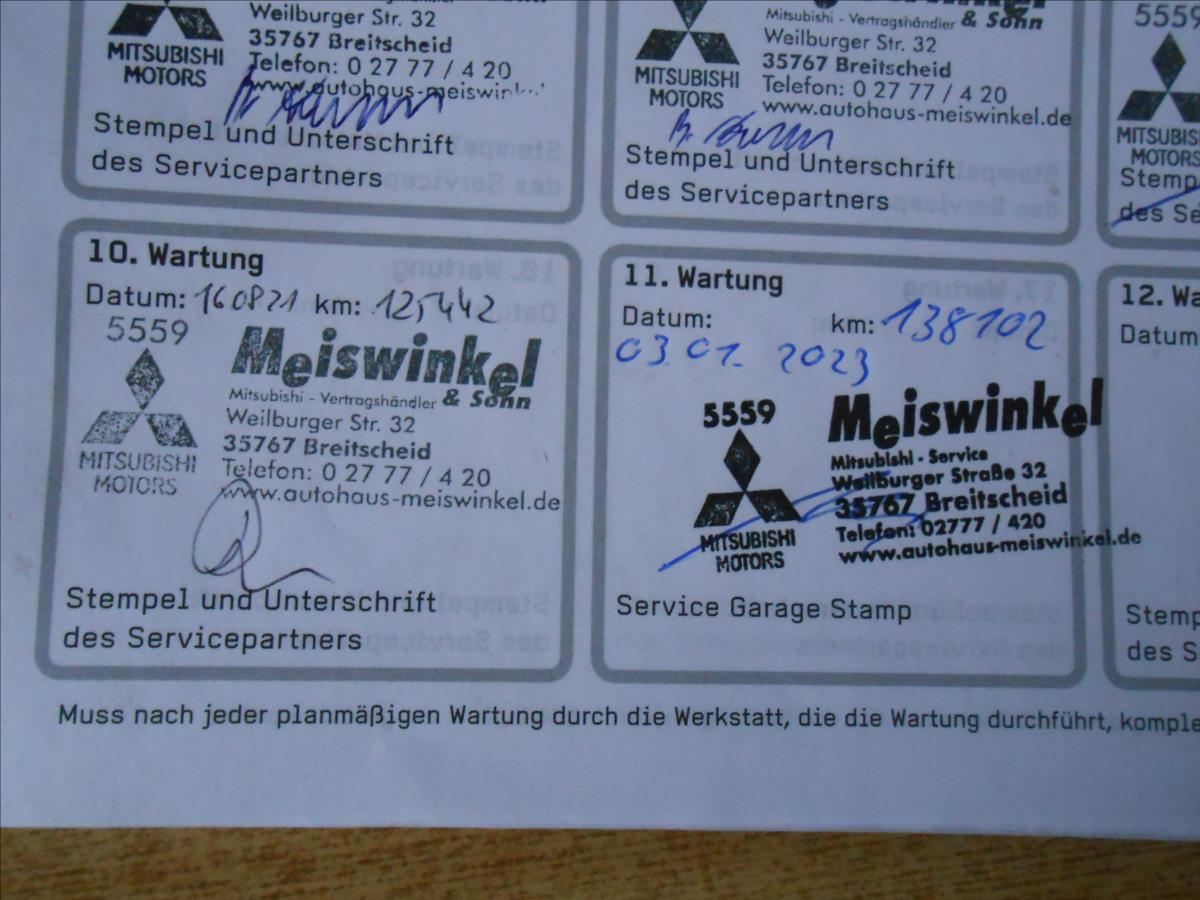 Weilburger Str. 32
35767 Breitscheid
Telefon: 0 27 77 / 4 20
MITSUBISHI
MOTORS
Stempel und Unterschrift
des Servicepartners
Mitsubishi - Vertragshändler & Sohn
Weilburger Str. 32
35767 Breitscheid
Telefon: 0 27 77 / 4 20
www.autohaus-meiswinkel.de
MITSUBISHI
MOTORS
Stempel und Unterschrift
des Servicepartners
5559
MITSUBIS
MOTORS
Stemp
des Se
10. Wartung
Datum: 160821 km: 125442
5559
Meiswinkel
Mitsubishi - Vertragshändler & Sohn
Weilburger Str. 32
35767 Breitscheid
Telefon: 0 27 77 / 4 20
www.autohaus-meiswinkel.de
MITSUBISHI
MOTORS
Stempel und Unterschrift
des Servicepartners
11. Wartung
Datum: km: 138102
03.01.2023
5559
Meiswinkel
Mitsubishi - Service
Weilburger Straße 32
35767 Breitscheid
Telefon: 02777 / 420
www.autohaus-meiswinkel.de
MITSUBISHI
MOTORS
Service Garage Stamp
12. Wa
Datum
Stemp
des S
Muss nach jeder planmäßigen Wartung durch die Werkstatt, die die Wartung durchführt, komple